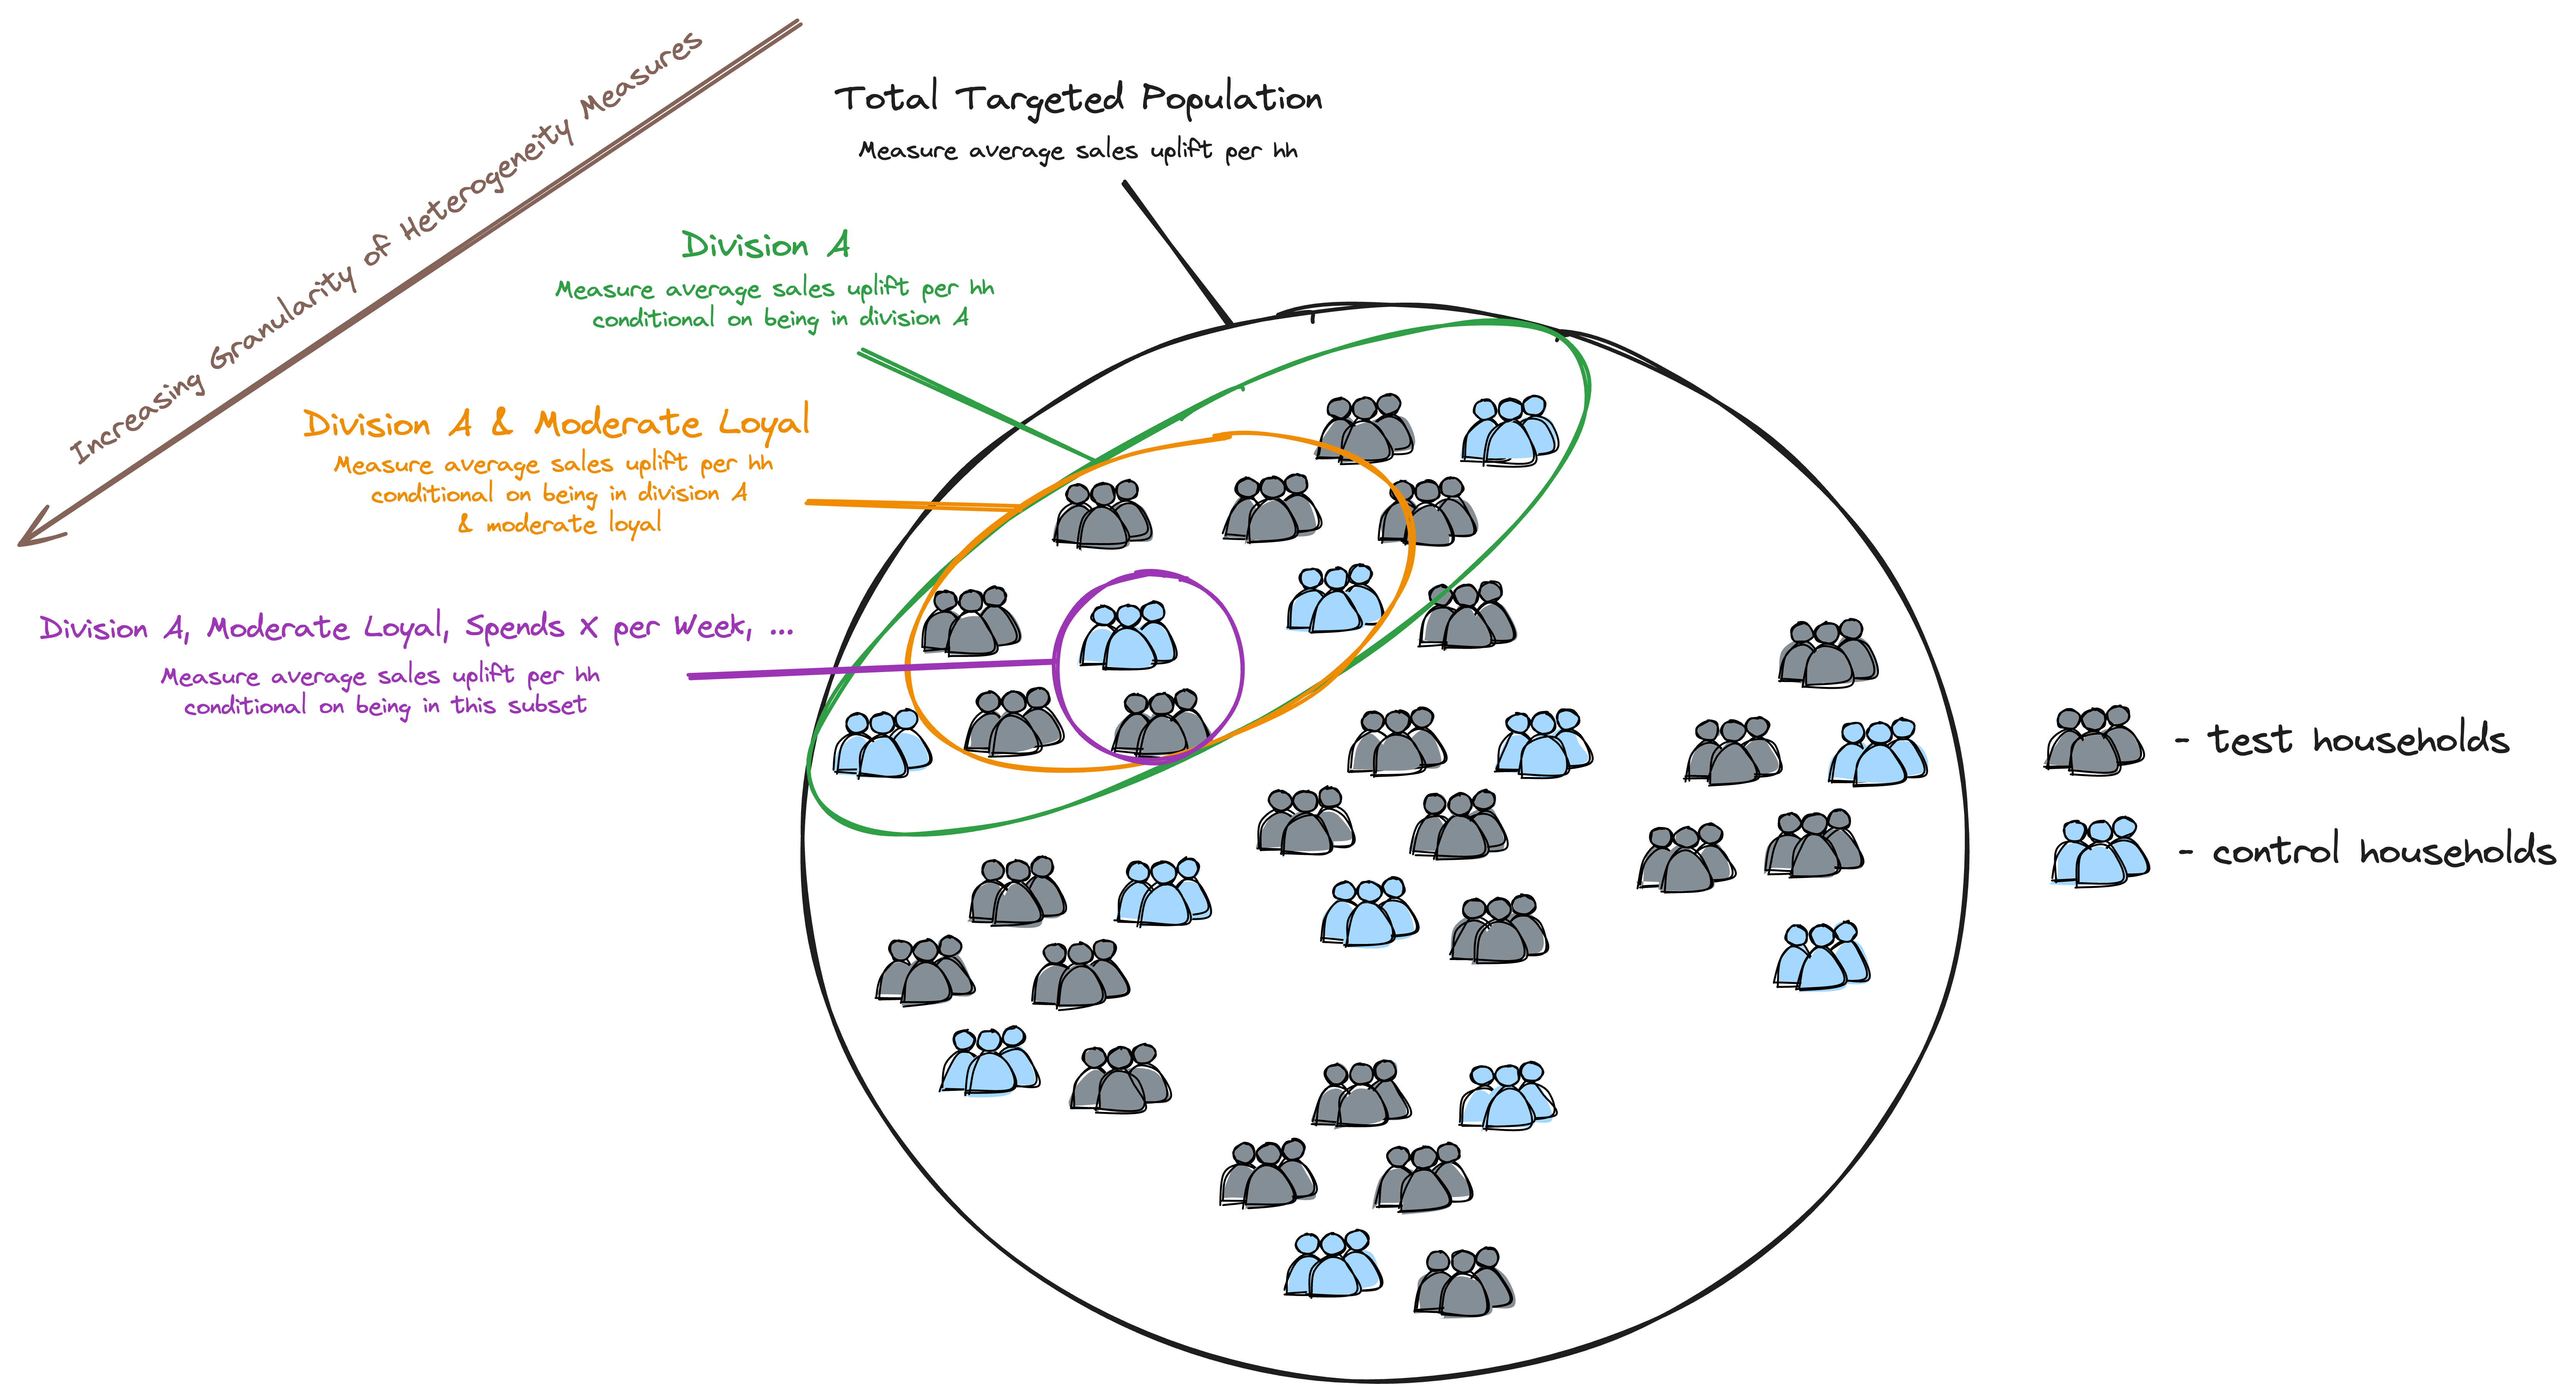 Increasing Granularity of Heterogeneity Measures
Total Targeted Population
Measure average sales uplift per hh
Division A
Measure average sales uplift per hh
conditional on being in division A
Division A & Moderate Loyal
Measure average sales uplift per hh
conditional on being in division A
& moderate loyal
Division A, Moderate Loyal, Spends X per Week, ...
Measure average sales uplift per hh
conditional on being in this subset
- test households
- control households